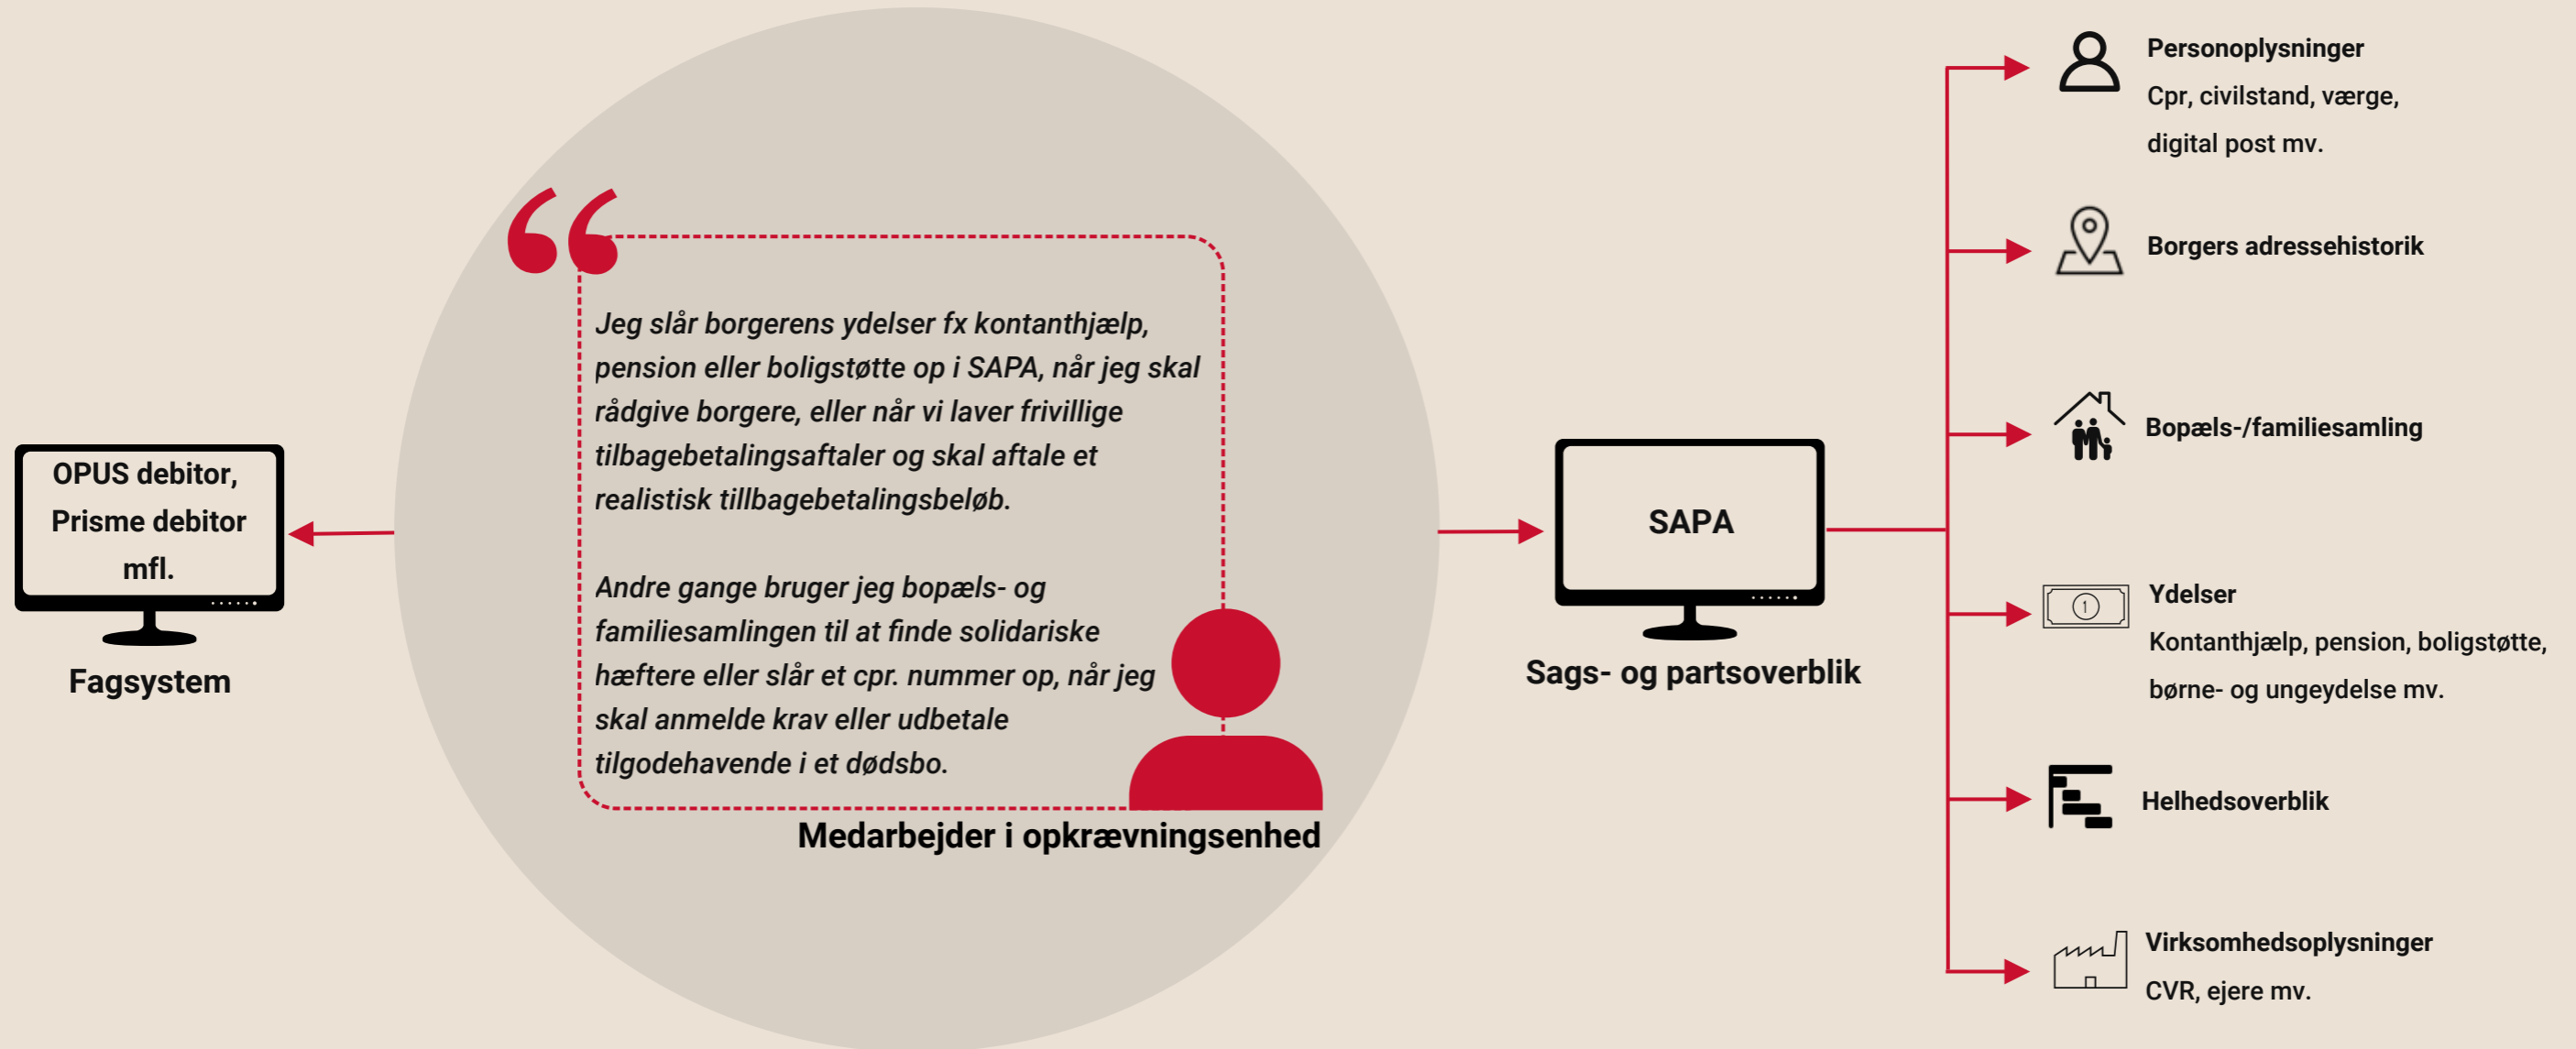 OPUS debitor,
Prisme debitor
mfl.
Fagsystem
Jeg slår borgerens ydelser fx kontanthjælp,
pension eller boligstøtte op i SAPA, når jeg skal
rådgive borgere, eller når vi laver frivillige
tilbagebetalingsaftaler og skal aftale et
realistisk tillbagebetalingsbeløb.
Andre gange bruger jeg bopæls- og
familiesamlingen til at finde solidariske
hæftere eller slår et cpr. nummer op, når jeg
skal anmelde krav eller udbetale
tilgodehavende i et dødsbo.
Medarbejder i opkrævningsenhed
SAPA
Sags- og partsoverblik
Personoplysninger
Cpr, civilstand, værge,
digital post mv.
Borgers adressehistorik
Bopæls-/familiesamling
1
Ydelser
Kontanthjælp, pension, boligstøtte,
børne- og ungeydelse mv.
Helhedsoverblik
Virksomhedsoplysninger
CVR, ejere mv.